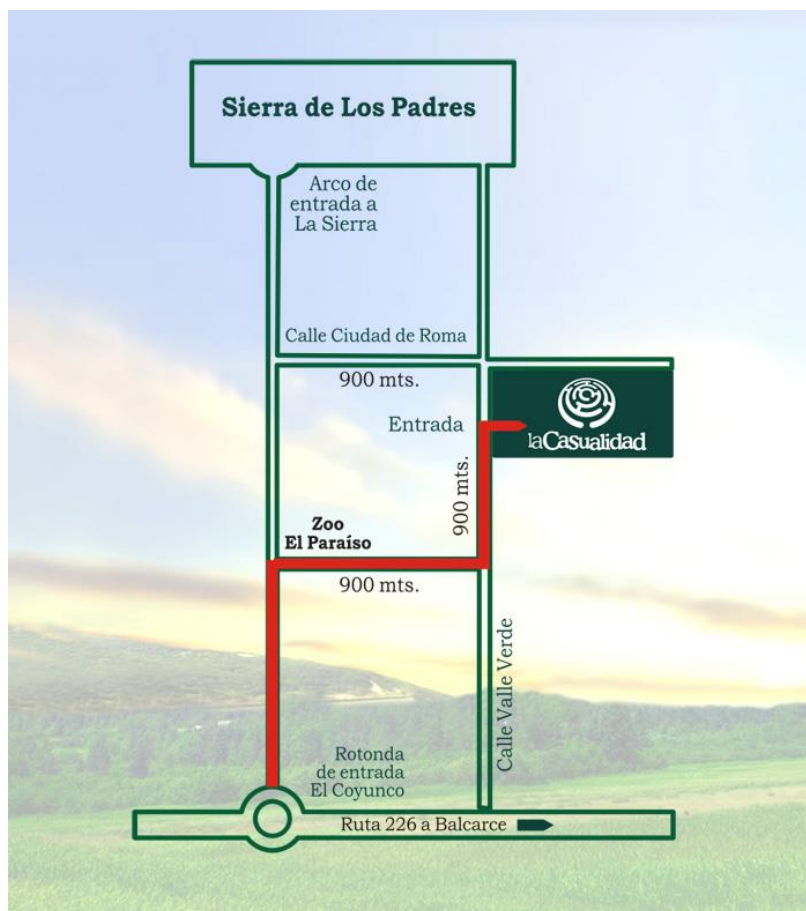 Sierra de Los Padres
Arco de
entrada a
La Sierra
Calle Ciudad de Roma
900 mts.
Entrada
laCasualidad
900 mts.
Zoo
El Paraíso
900 mts.
Calle Valle Verde
Rotonda
de entrada
El Coyunco
Ruta 226 a Balcarce